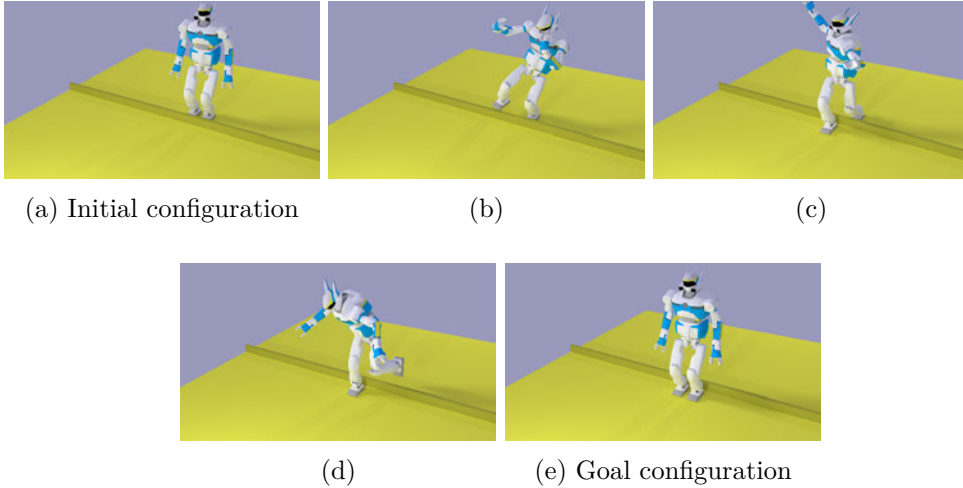 (a) Initial configuration
(b)
(c)
(d)
(e) Goal configuration